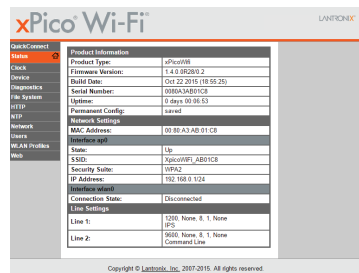 xPico® Wi-Fi®
LANTRONIX®
QuickConnect
Status
Clock
Device
Diagnostics
File System
HTTP
NTP
Network
Users
WLAN Profiles
Web
Product Information
Product Type: xPicoWifi
Firmware Version: 1.4.0.0R28/0.2
Build Date: Oct 22 2015 (18:55:25)
Serial Number: 0080A3AB01C8
Uptime: 0 days 00:06:53
Permanent Config: saved
Network Settings
MAC Address: 00:80:A3:AB:01:C8
Interface ap0
State: Up
SSID: XpicoWIFI_AB01C8
Security Suite: WPA2
IP Address: 192.168.0.1/24
Interface wlan0
Connection State: Disconnected
Line Settings
Line 1: 1200, None, 8, 1, None
IPS
Line 2: 9600, None, 8, 1, None
Command Line
Copyright © Lantronix, Inc. 2007-2015. All rights reserved.